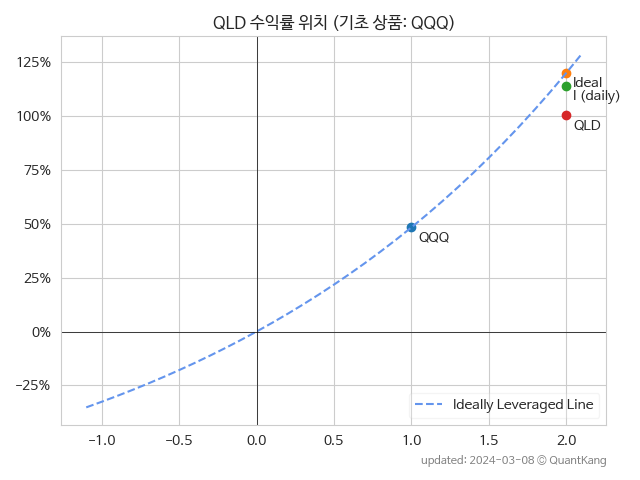 QLD 수익률 위치 (기초 상품: QQQ)
125%
100%
75%
50%
25%
0%
−25%
Ideal
I (daily)
QLD
QQQ
Ideally Leveraged Line
−1.0 −0.5 0.0 0.5 1.0 1.5 2.0
updated: 2024-03-08 © QuantKang